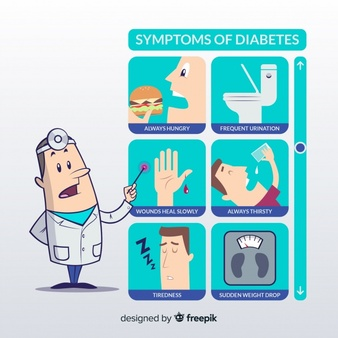 SYMPTOMS OF DIABETES
ALWAYS HUNGRY
FREQUENT URINATION
WOUNDS HEAL SLOWLY
ALWAYS THIRSTY
ZZZZ
TIREDNESS
SUDDEN WEIGHT DROP
designed by freepik